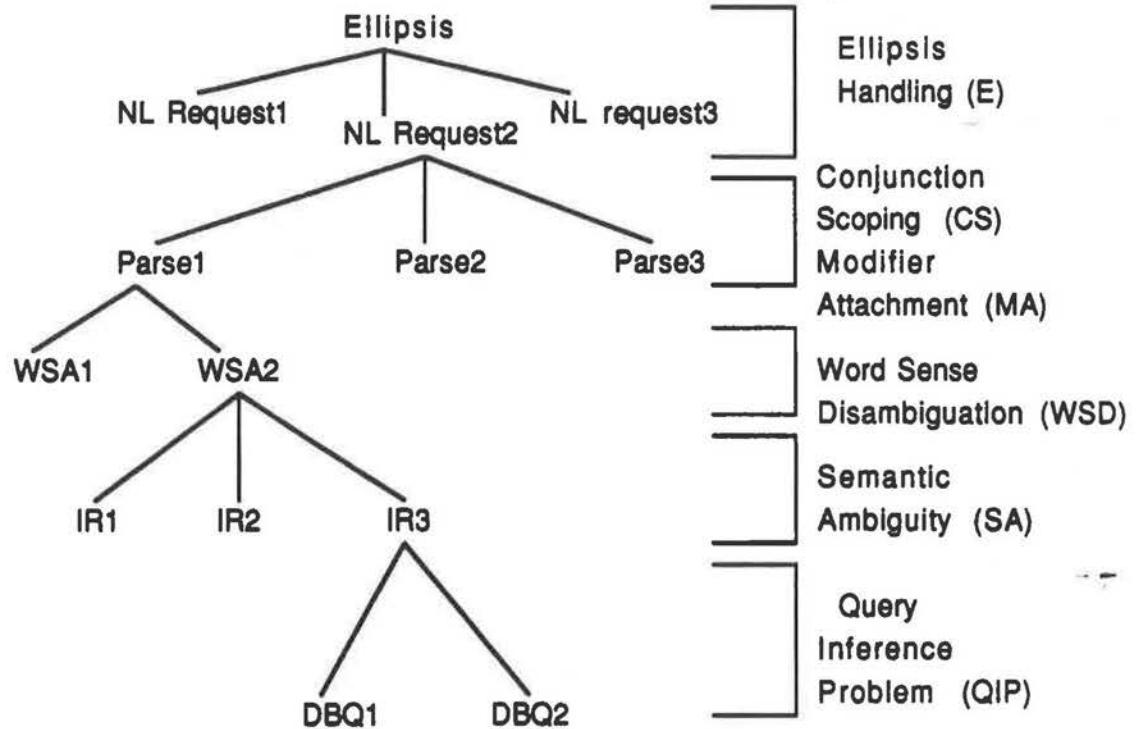 Ellipsis
NL Request1
NL Request2
NL request3
Parse1
Parse2
Parse3
WSA1
WSA2
IR1
IR2
IR3
DBQ1
DBQ2
Ellipsis
Handling (E)
Conjunction
Scoping (CS)
Modifier
Attachment (MA)
Word Sense
Disambiguation (WSD)
Semantic
Ambiguity (SA)
Query
Inference
Problem (QIP)